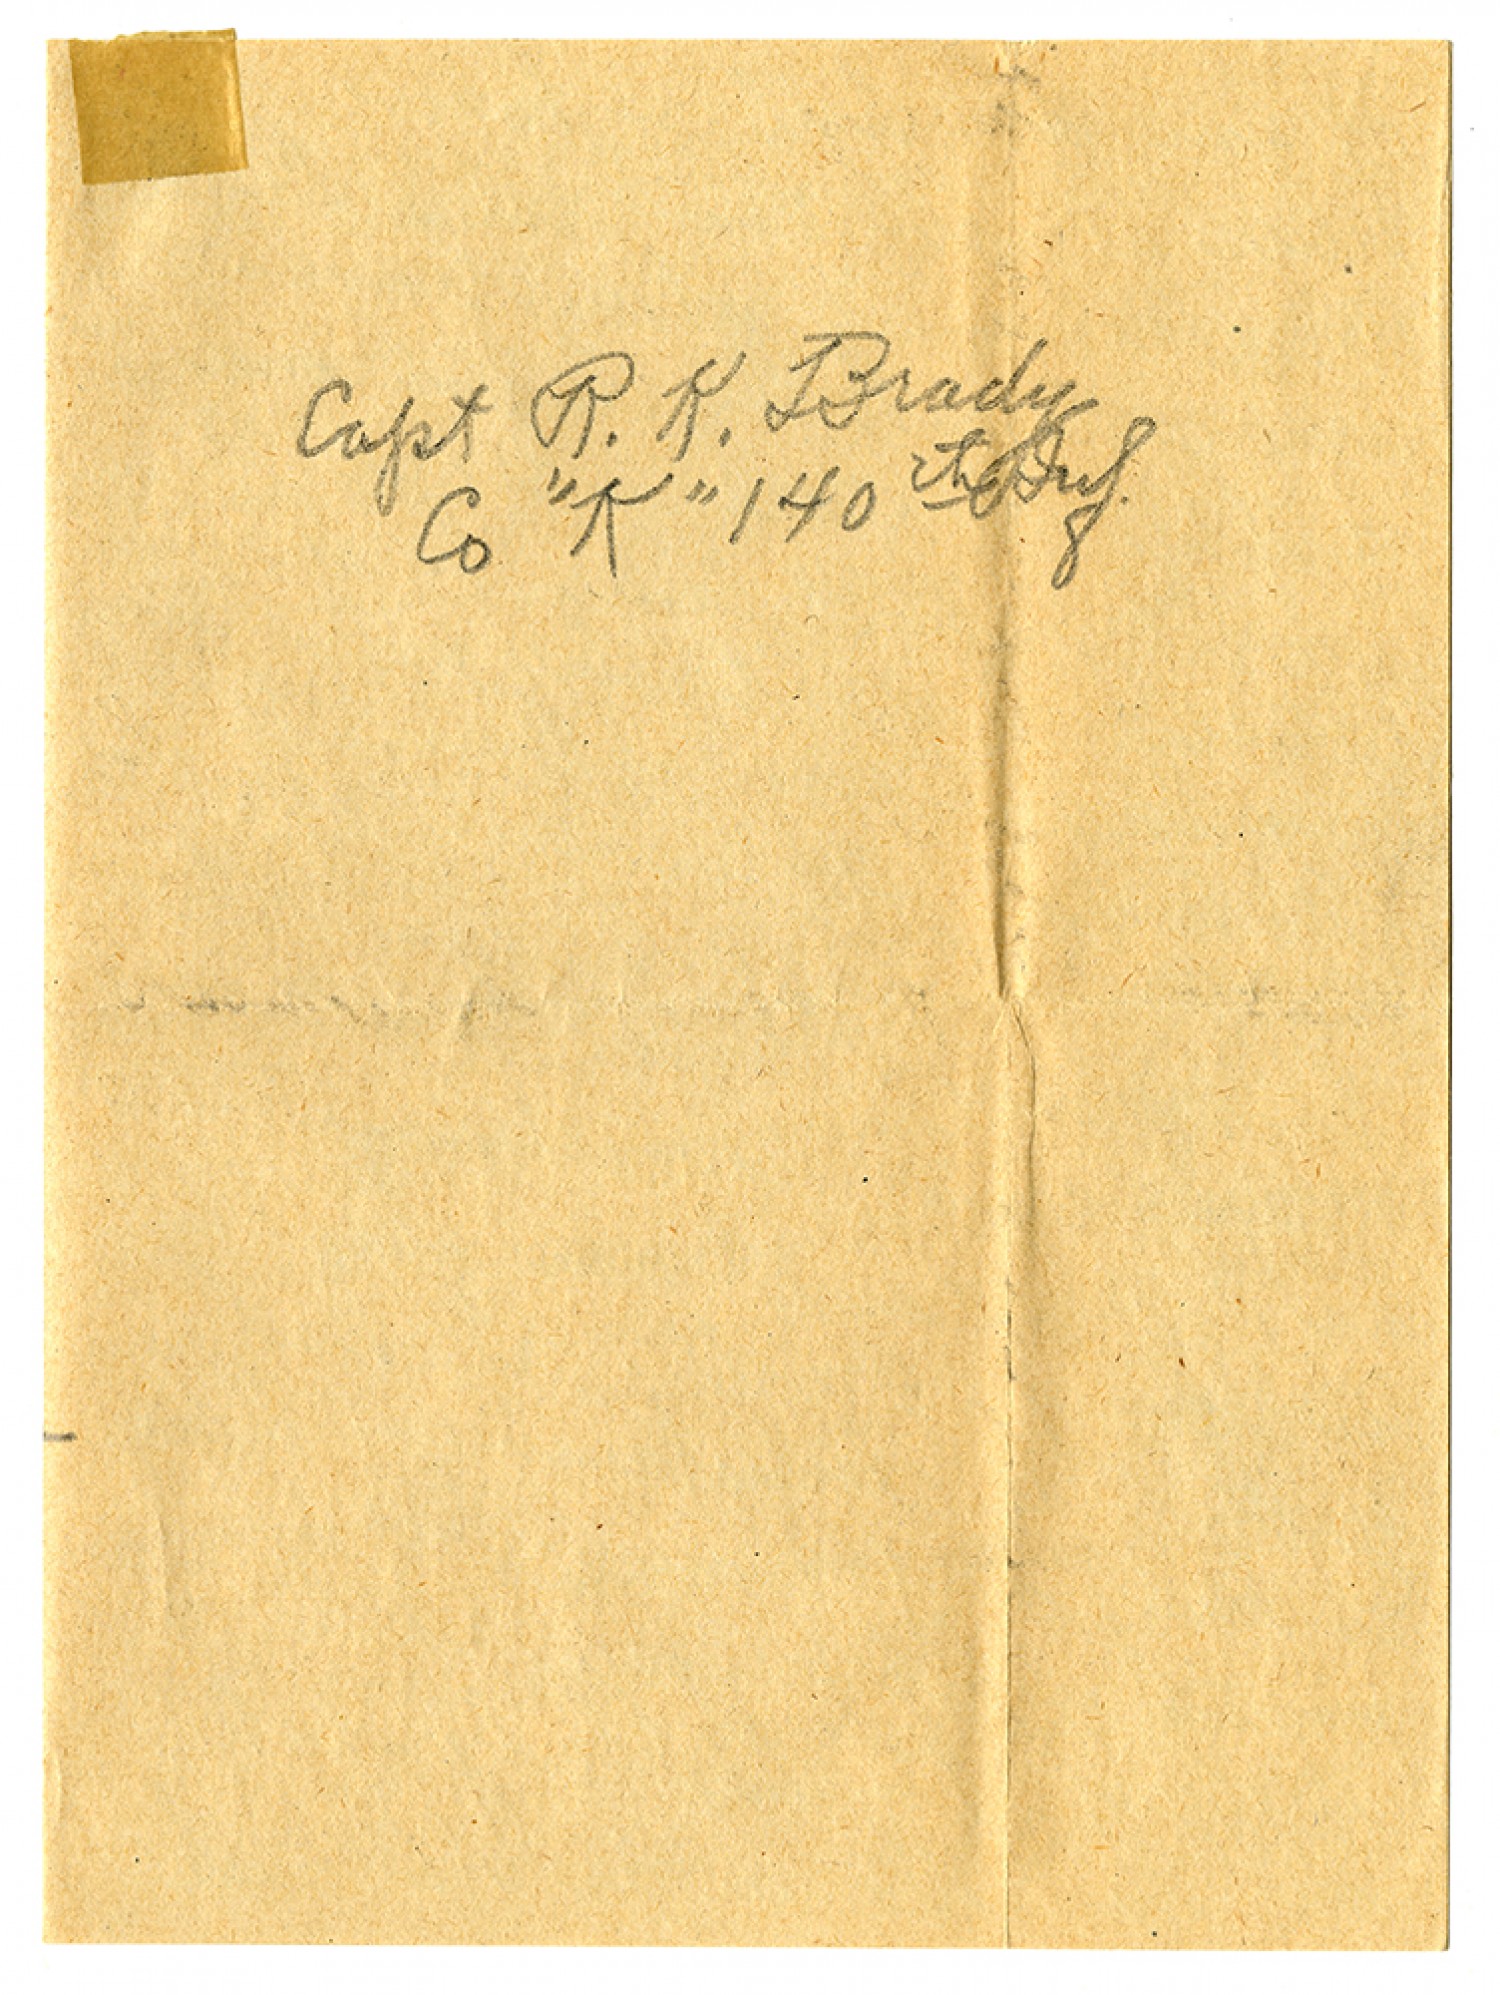 Capt R. K. Brady
Co "K" 140th Inf.